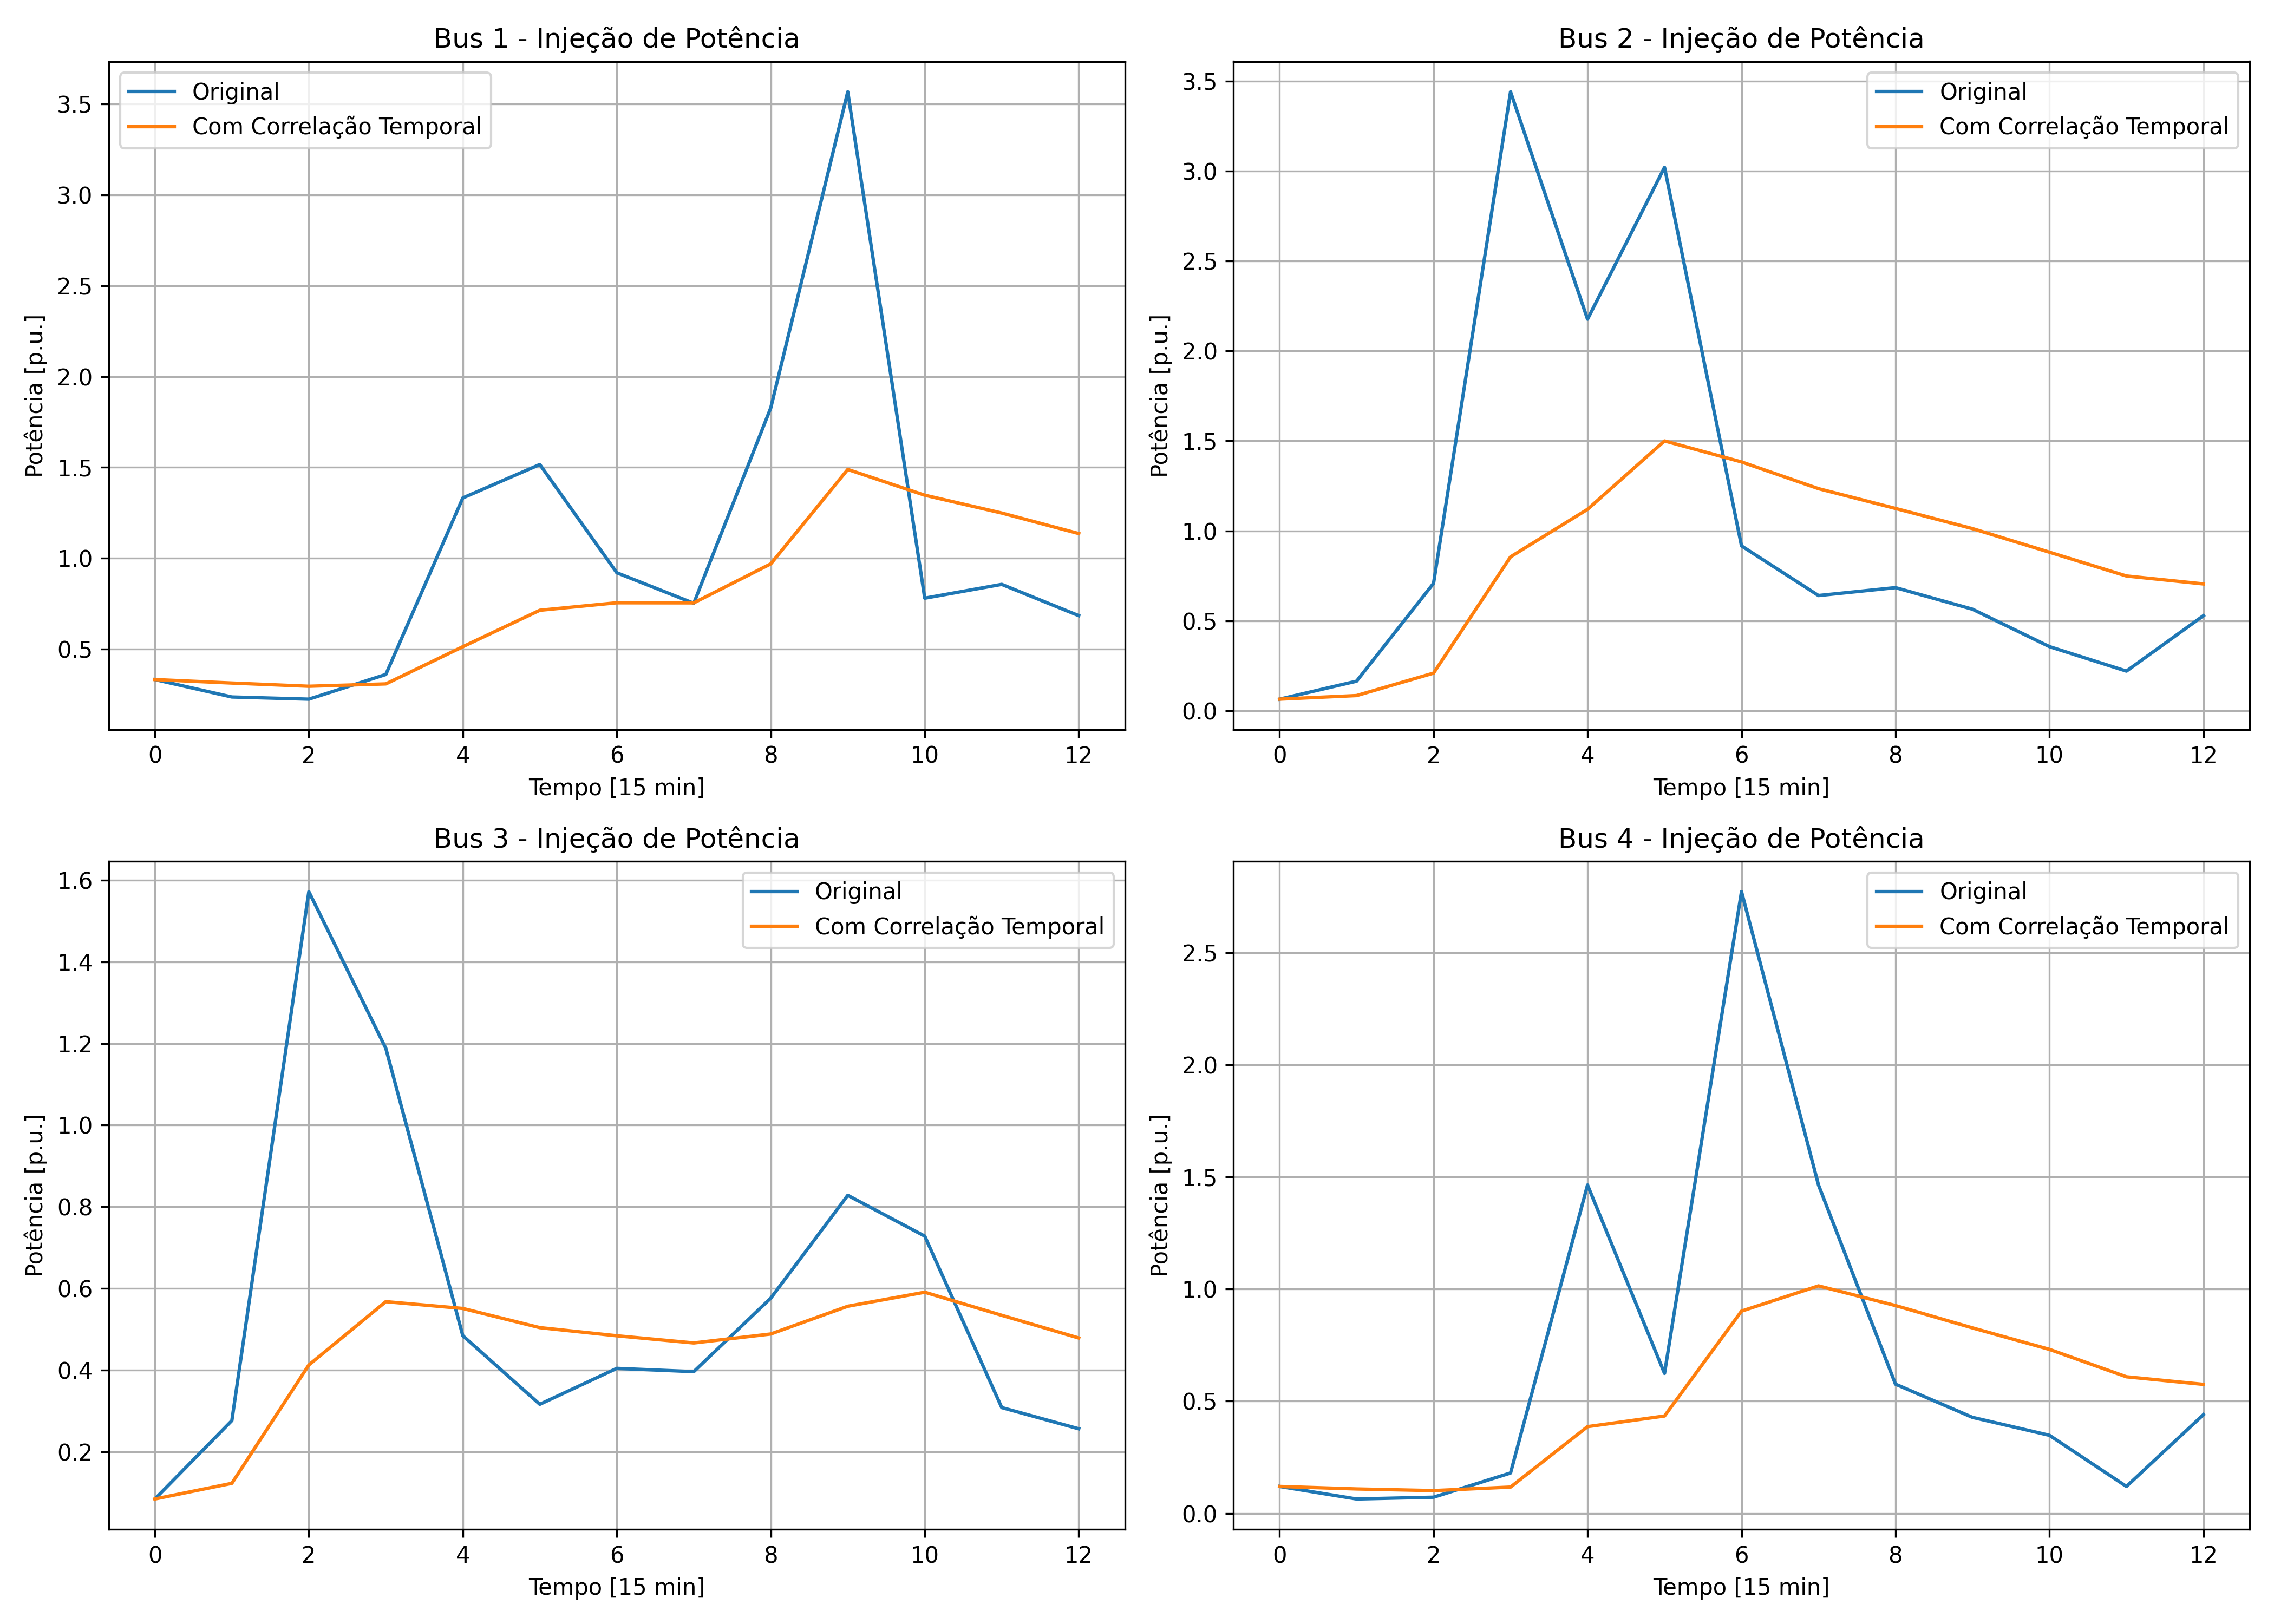 Bus 1 - Injeção de Potência
Original
Com Correlação Temporal
Potência [p.u.]
3.5
3.0
2.5
2.0
1.5
1.0
0.5
0 2 4 6 8 10 12
Tempo [15 min]
Bus 2 - Injeção de Potência
Original
Com Correlação Temporal
Potência [p.u.]
3.5
3.0
2.5
2.0
1.5
1.0
0.5
0.0
0 2 4 6 8 10 12
Tempo [15 min]
Bus 3 - Injeção de Potência
Original
Com Correlação Temporal
Potência [p.u.]
1.6
1.4
1.2
1.0
0.8
0.6
0.4
0.2
0 2 4 6 8 10 12
Tempo [15 min]
Bus 4 - Injeção de Potência
Original
Com Correlação Temporal
Potência [p.u.]
2.5
2.0
1.5
1.0
0.5
0.0
0 2 4 6 8 10 12
Tempo [15 min]